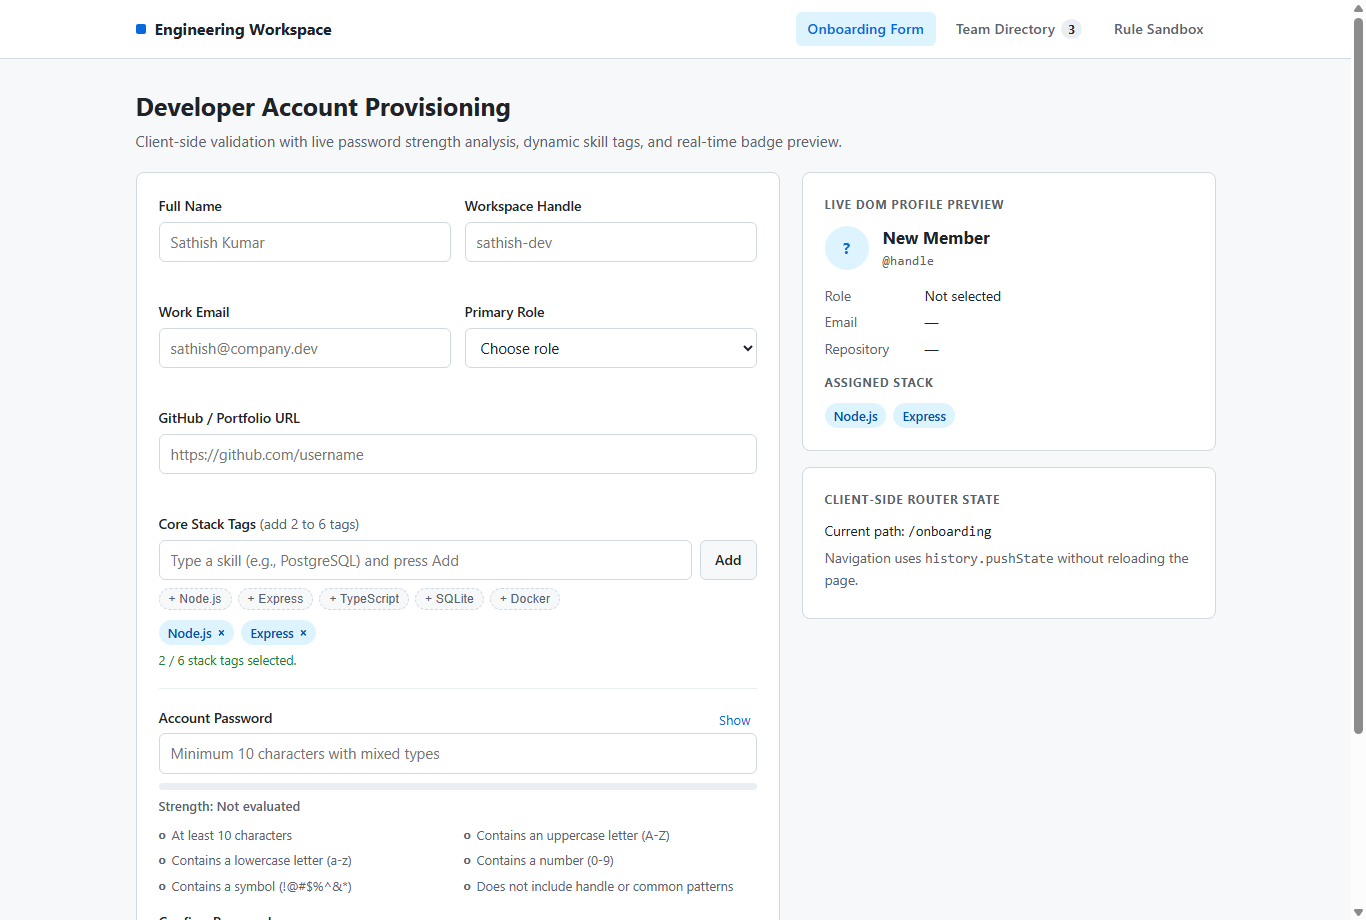 Engineering Workspace
Onboarding Form
Team Directory 3
Rule Sandbox
Developer Account Provisioning
Client-side validation with live password strength analysis, dynamic skill tags, and real-time badge preview.
Full Name
Workspace Handle
Sathish Kumar
sathish-dev
Work Email
Primary Role
sathish@company.dev
Choose role
GitHub / Portfolio URL
https://github.com/username
Core Stack Tags (add 2 to 6 tags)
Type a skill (e.g., PostgreSQL) and press Add
Add
+ Node.js + Express + TypeScript + SQLite + Docker
Node.js × Express ×
2 / 6 stack tags selected.
Account Password
Show
Minimum 10 characters with mixed types
Strength: Not evaluated
o At least 10 characters
o Contains an uppercase letter (A-Z)
o Contains a lowercase letter (a-z)
o Contains a number (0-9)
o Contains a symbol (!@#$%^&*)
o Does not include handle or common patterns
LIVE DOM PROFILE PREVIEW
?
New Member
@handle
Role Not selected
Email —
Repository —
ASSIGNED STACK
Node.js Express
CLIENT-SIDE ROUTER STATE
Current path: /onboarding
Navigation uses history.pushState without reloading the
page.